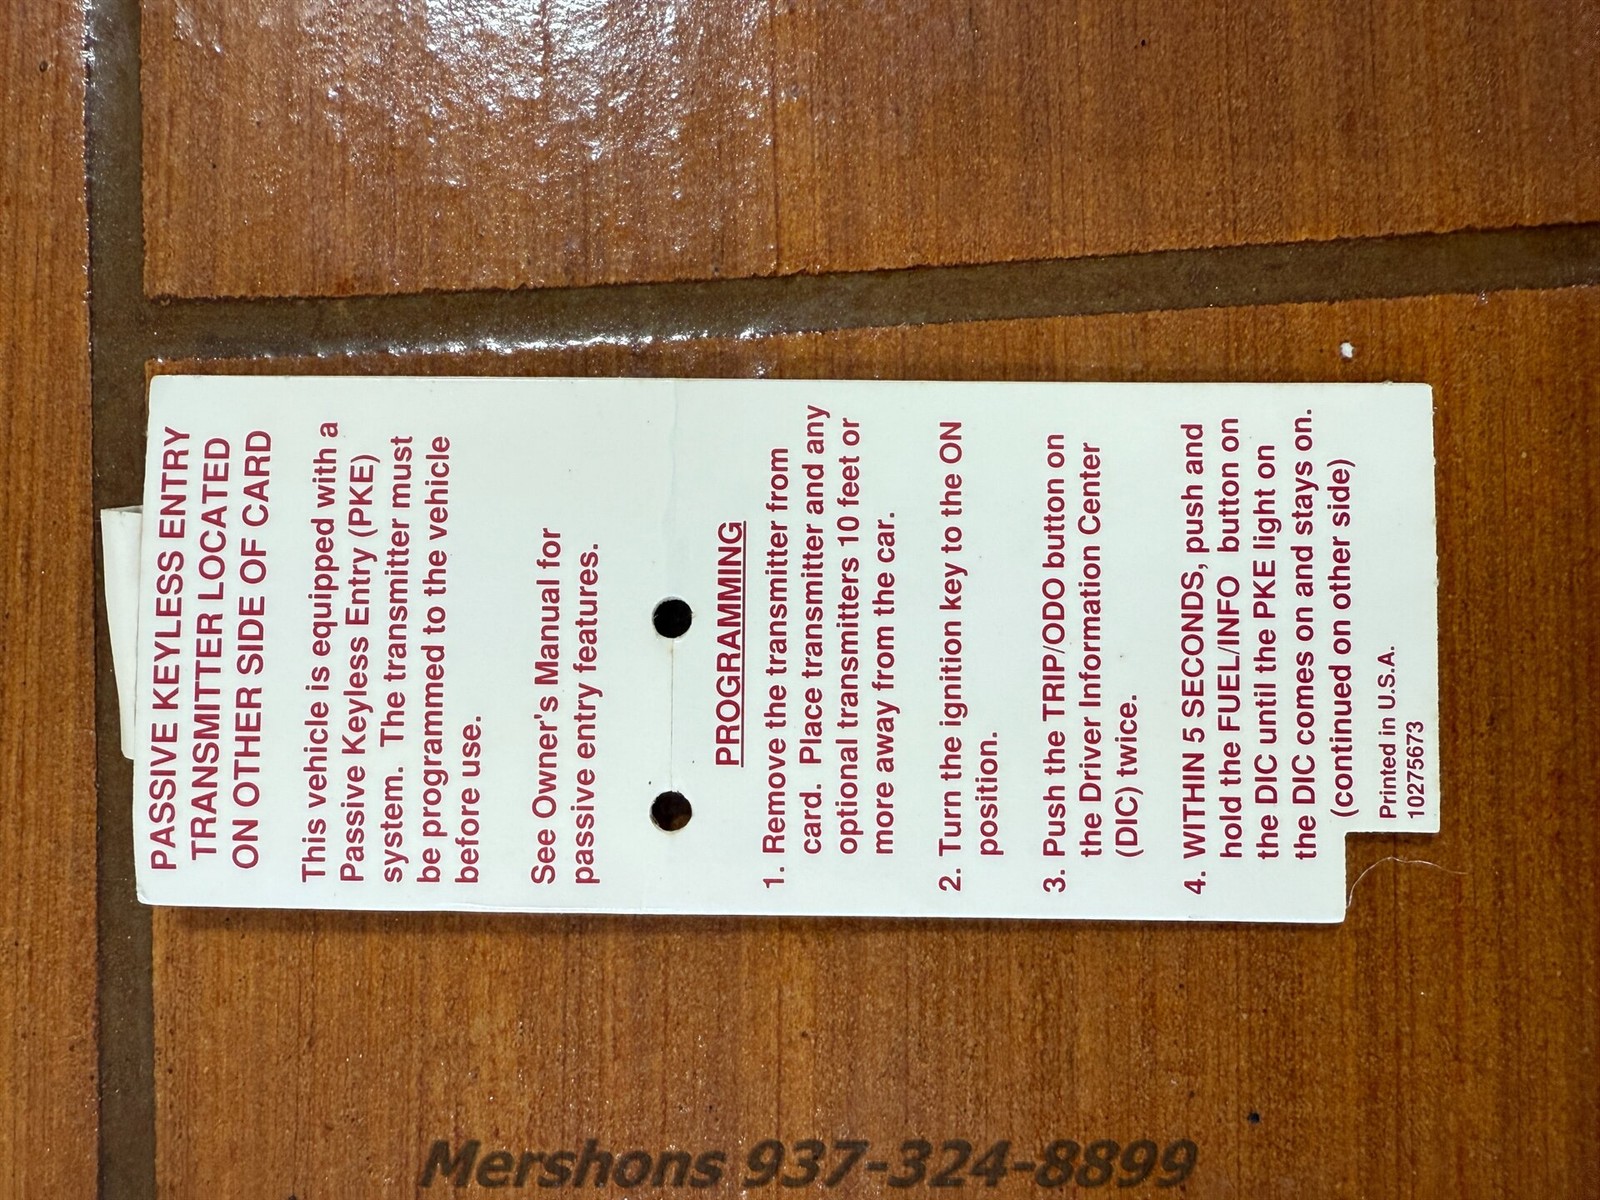 PASSIVE KEYLESS ENTRY
TRANSMITTER LOCATED
ON OTHER SIDE OF CARD
This vehicle is equipped with a
Passive Keyless Entry (PKE)
system. The transmitter must
be programmed to the vehicle
before use.
See Owner's Manual for
passive entry features.
PROGRAMMING
1. Remove the transmitter from
card. Place transmitter and any
optional transmitters 10 feet or
more away from the car.
2. Turn the ignition key to the ON
position.
3. Push the TRIP/ODO button on
the Driver Information Center
(DIC) twice.
4. WITHIN 5 SECONDS, push and
hold the FUEL/INFO button on
the DIC until the PKE light on
the DIC comes on and stays on.
(continued on other side)
Printed in U.S.A.
10275673
Mershons 937-324-8899